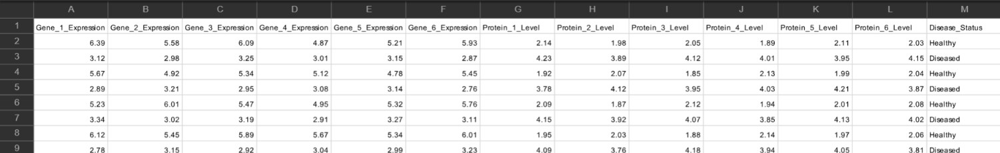 A B C D E F G H I J K L M
1 Gene_1_Expression Gene_2_Expression Gene_3_Expression Gene_4_Expression Gene_5_Expression Gene_6_Expression Protein_1_Level Protein_2_Level Protein_3_Level Protein_4_Level Protein_5_Level Protein_6_Level Disease_Status
2 6.39 5.58 6.09 4.87 5.21 5.93 2.14 1.98 2.05 1.89 2.11 2.03 Healthy
3 3.12 2.98 3.25 3.01 3.15 2.87 4.23 3.89 4.12 4.01 3.95 4.15 Diseased
4 5.67 4.92 5.34 5.12 4.78 5.45 1.92 2.07 1.85 2.13 1.99 2.04 Healthy
5 2.89 3.21 2.95 3.08 3.14 2.76 3.78 4.12 3.95 4.03 4.21 3.87 Diseased
6 5.23 6.01 5.47 4.95 5.32 5.76 2.09 1.87 2.12 1.94 2.01 2.08 Healthy
7 3.34 3.02 3.19 2.91 3.27 3.11 4.15 3.92 4.07 3.85 4.13 4.02 Diseased
8 6.12 5.45 5.89 5.67 5.34 6.01 1.95 2.03 1.88 2.14 1.97 2.06 Healthy
9 2.78 3.15 2.92 3.04 2.99 3.23 4.09 3.76 4.18 3.94 4.05 3.81 Diseased